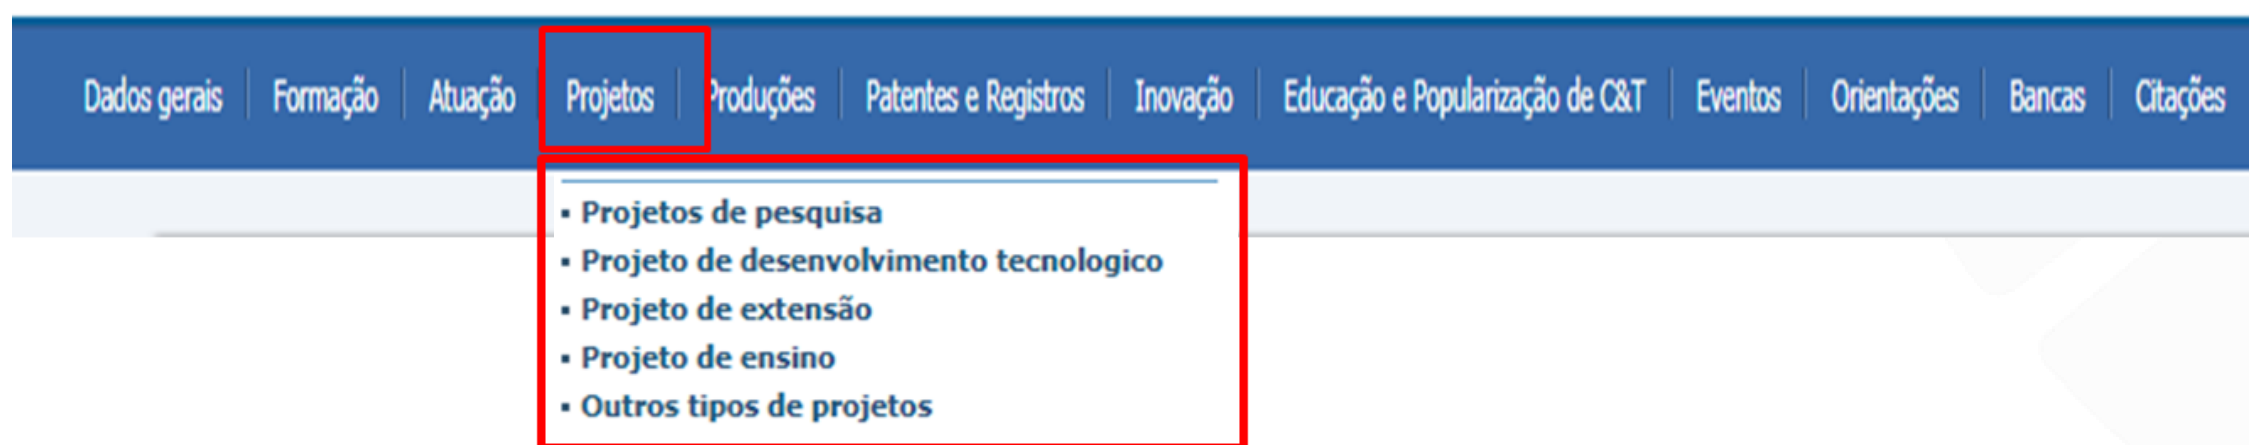 Dados gerais Formação Atuação Projetos Produções Patentes e Registros Inovação Educação e Popularização de C&T Eventos Orientações Bancas Citações
▪ Projetos de pesquisa
▪ Projeto de desenvolvimento tecnologico
▪ Projeto de extensão
▪ Projeto de ensino
▪ Outros tipos de projetos